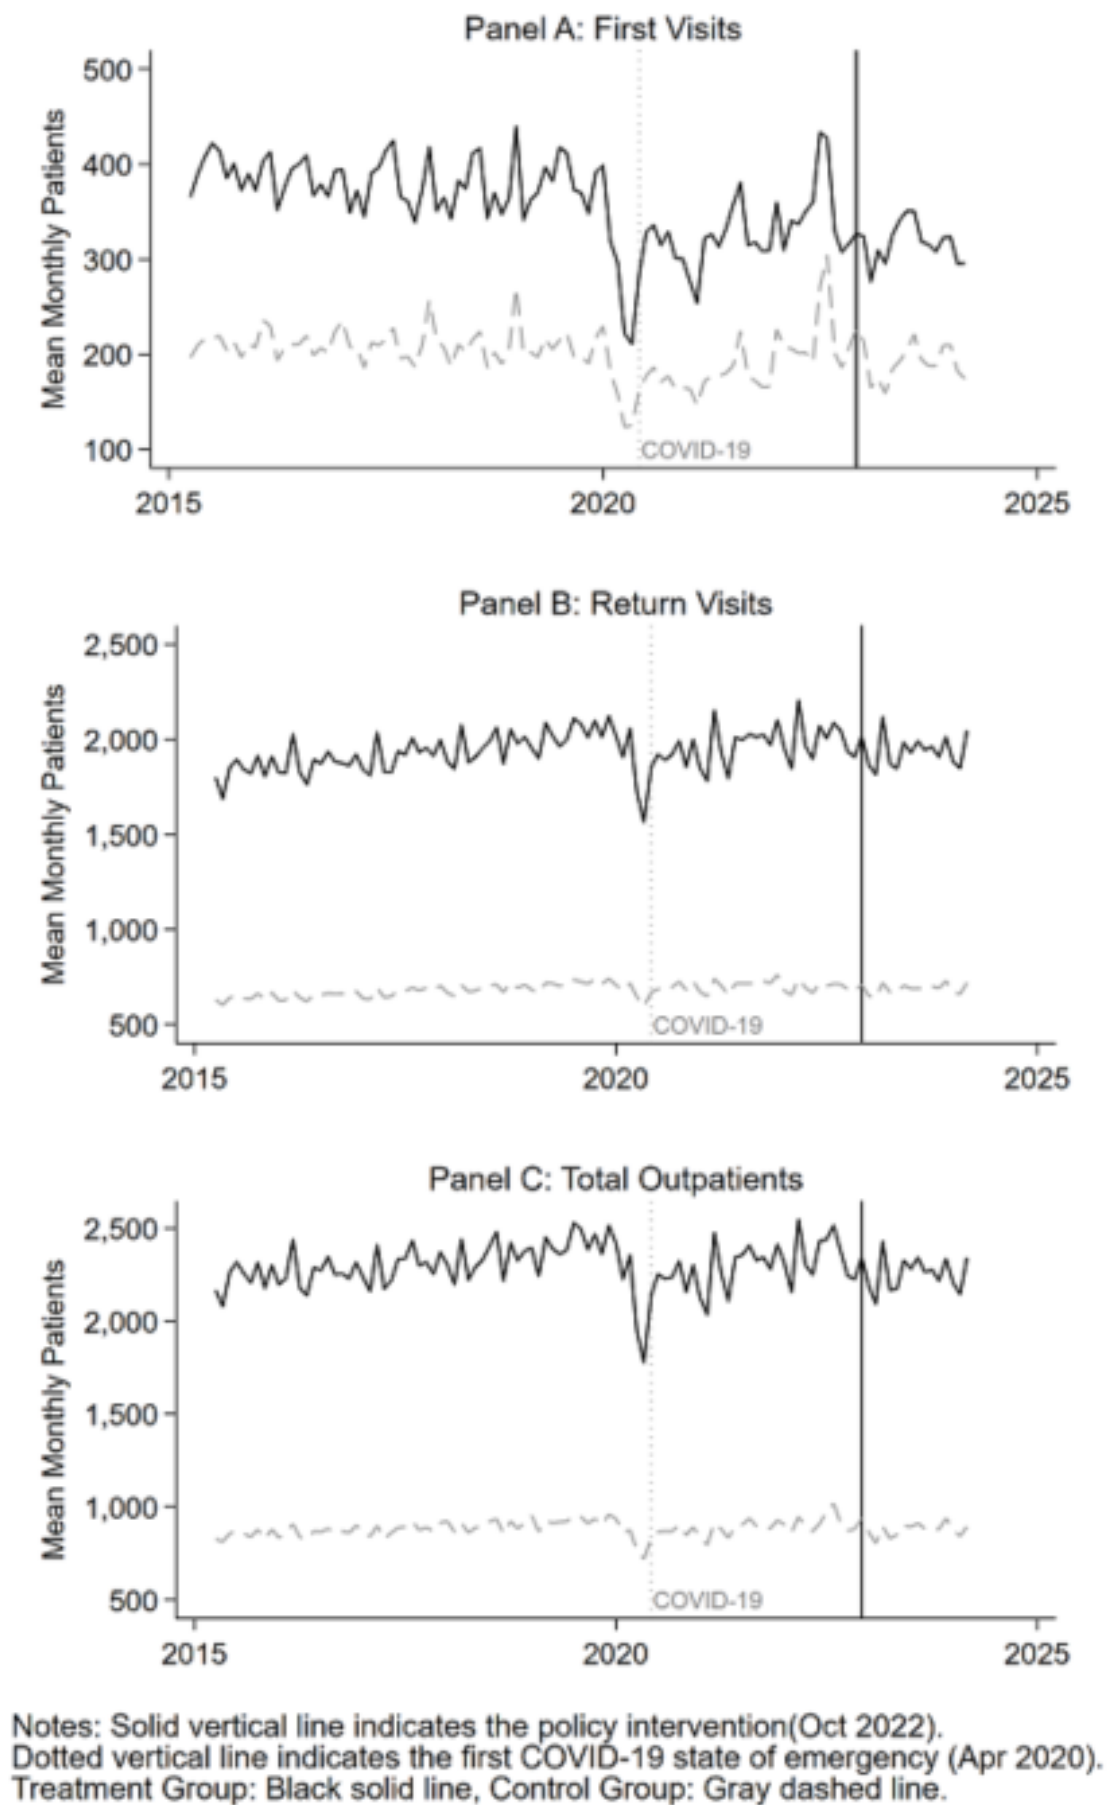 Panel A: First Visits
Mean Monthly Patients
500
400
300
200
100
COVID-19
2015
2020
2025
Panel B: Return Visits
Mean Monthly Patients
2,500
2,000
1,500
1,000
500
COVID-19
2015
2020
2025
Panel C: Total Outpatients
Mean Monthly Patients
2,500
2,000
1,500
1,000
500
COVID-19
2015
2020
2025
Notes: Solid vertical line indicates the policy intervention(Oct 2022).
Dotted vertical line indicates the first COVID-19 state of emergency (Apr 2020).
Treatment Group: Black solid line, Control Group: Gray dashed line.